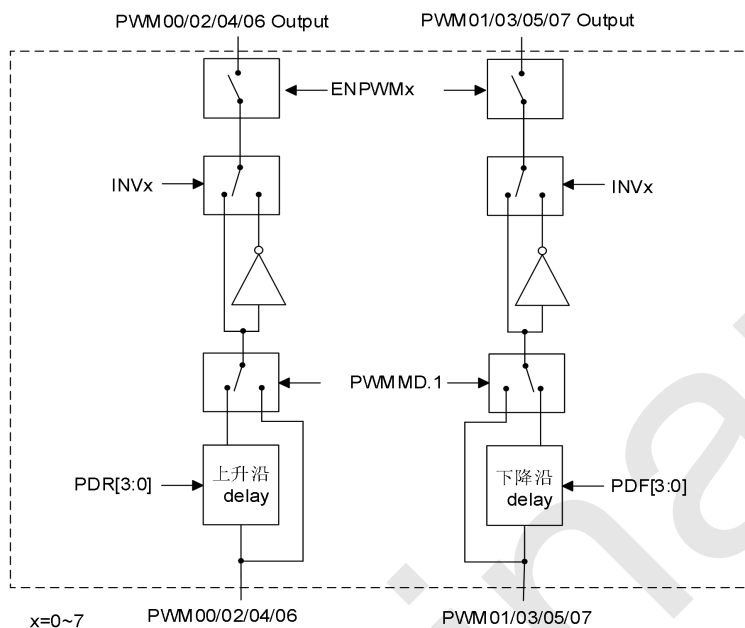 PWM00/02/04/06 Output
PWM01/03/05/07 Output
ENPWMx
INVx
INVx
PWMMD.1
PDR[3:0]
上升沿
delay
下降沿
delay
PDF[3:0]
x=0~7
PWM00/02/04/06
PWM01/03/05/07